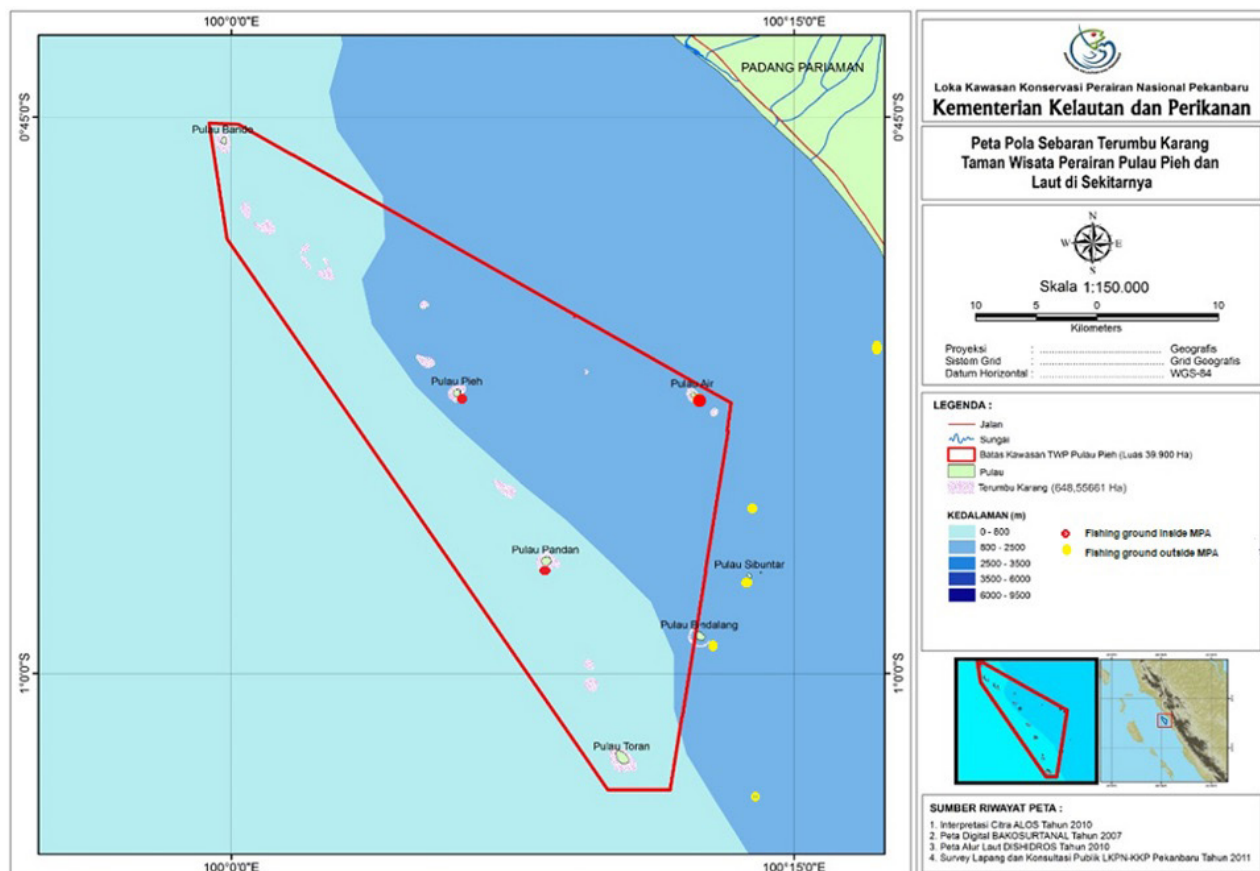 100°0'0"E
100°15'0"E
0°45'0"S
0°45'0"S
PADANG PARIAMAN
Pulau Bando
Pulau Pieh
Pulau Air
Pulau Pandan
Pulau Sibuntar
Pulau Bindalang
1°0'0"S
1°0'0"S
Pulau Toran
100°0'0"E
100°15'0"E
Loka Kawasan Konservasi Perairan Nasional Pekanbaru
Kementerian Kelautan dan Perikanan
Peta Pola Sebaran Terumbu Karang
Taman Wisata Perairan Pulau Pieh dan
Laut di Sekitarnya
N
W E
S
Skala 1:150.000
10 5 0 10
Kilometers
Proyeksi : ........................ Geografis
Sistem Grid : ........................ Grid Geografis
Datum Horizontal : ........................ WGS-84
LEGENDA :
Jalan
Sungai
Batas Kawasan TWP Pulau Pieh (Luas 39.900 Ha)
Pulau
Terumbu Karang (648,55661 Ha)
KEDALAMAN (m)
0 - 800
800 - 2500
2500 - 3500
3500 - 6000
6000 - 9500
Fishing ground inside MPA
Fishing ground outside MPA
SUMBER RIWAYAT PETA :
1. Interpretasi Citra ALOS Tahun 2010
2. Peta Digital BAKOSURTANAL Tahun 2007
3. Peta Alur Laut DISHIDROS Tahun 2010
4. Survey Lapang dan Konsultasi Publik LKPN-KKP Pekanbaru Tahun 2011